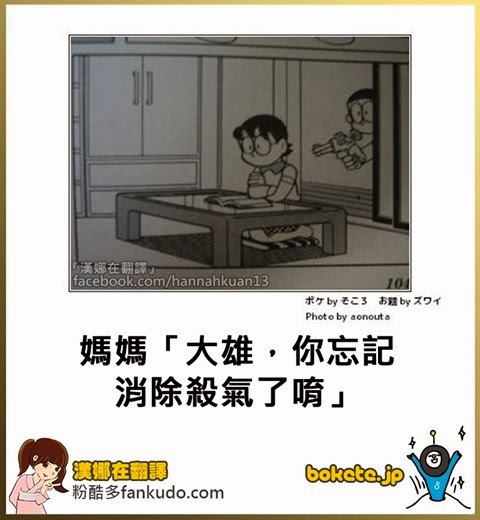 『漢娜在翻譯』
facebook.com/hannahkuan13
104
ボケ by そこ3　お題 by ズワイ
Photo by aonouta
媽媽「大雄，你忘記
消除殺氣了唷」
漢娜在翻譯
粉酷多fankudo.com
bokete.jp